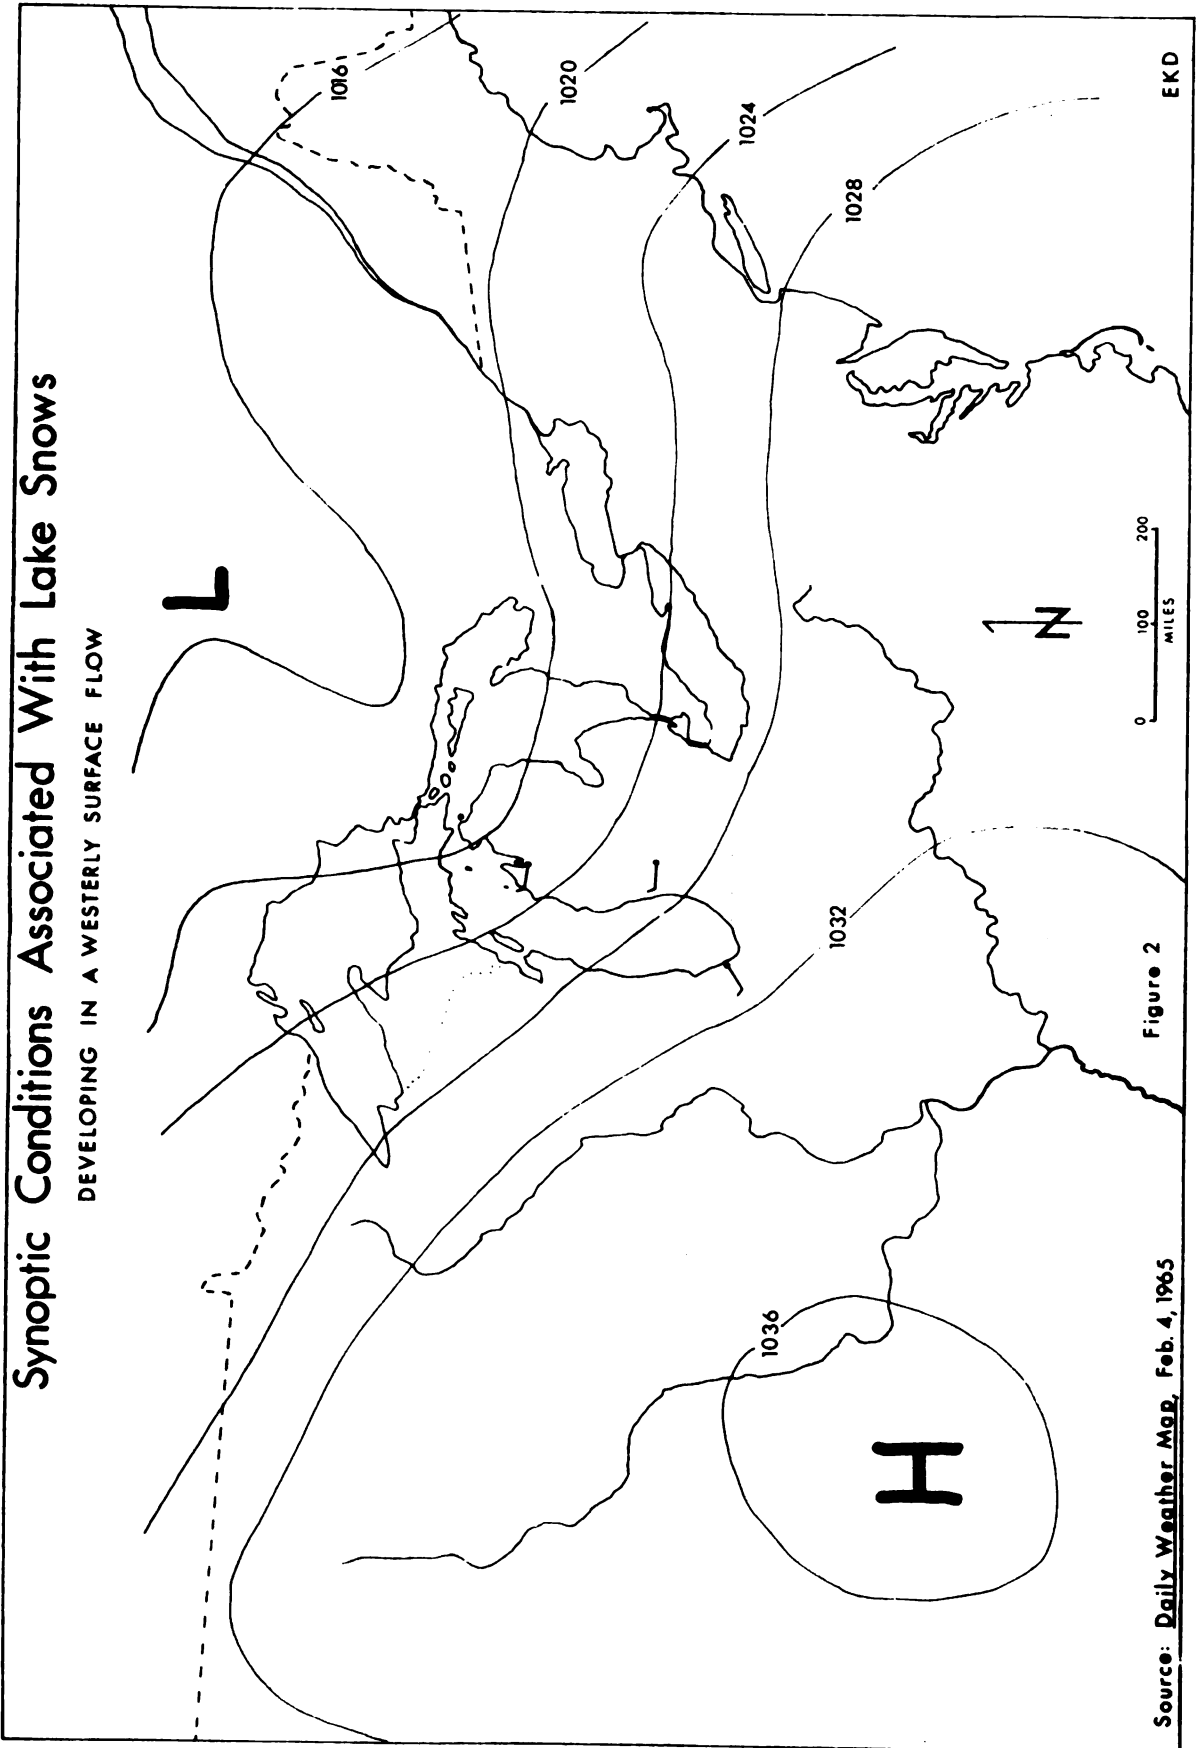 Synoptic Conditions Associated With Lake Snows
DEVELOPING IN A WESTERLY SURFACE FLOW
L
1016
1020
1024
1028
1032
1036
H
N
0 100 200
MILES
EKD
Figure 2
Source: Daily Weather Map, Feb. 4, 1965